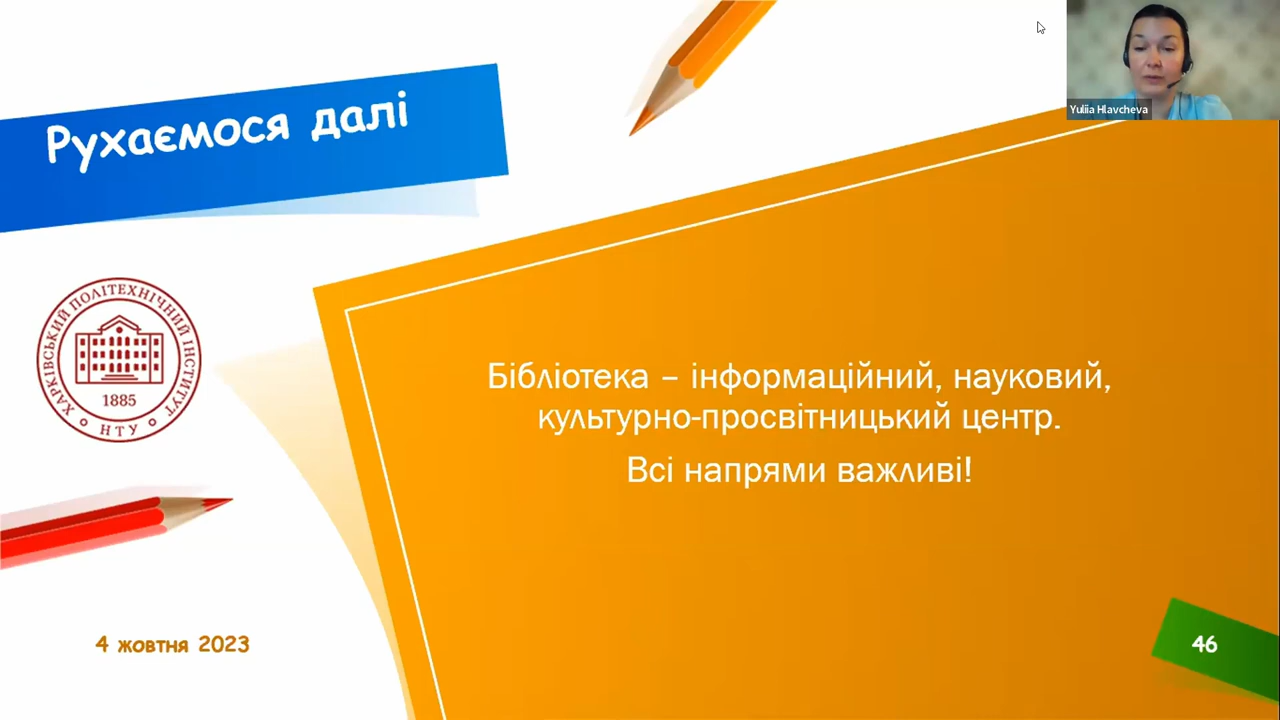 Рухаємося далі
Yuliia Hlavcheva
ХАРКІВСЬКИЙ ПОЛІТЕХНІЧНИЙ ІНСТИТУТ
1885
НТУ
Бібліотека – інформаційний, науковий,
культурно-просвітницький центр.
Всі напрями важливі!
4 жовтня 2023
46